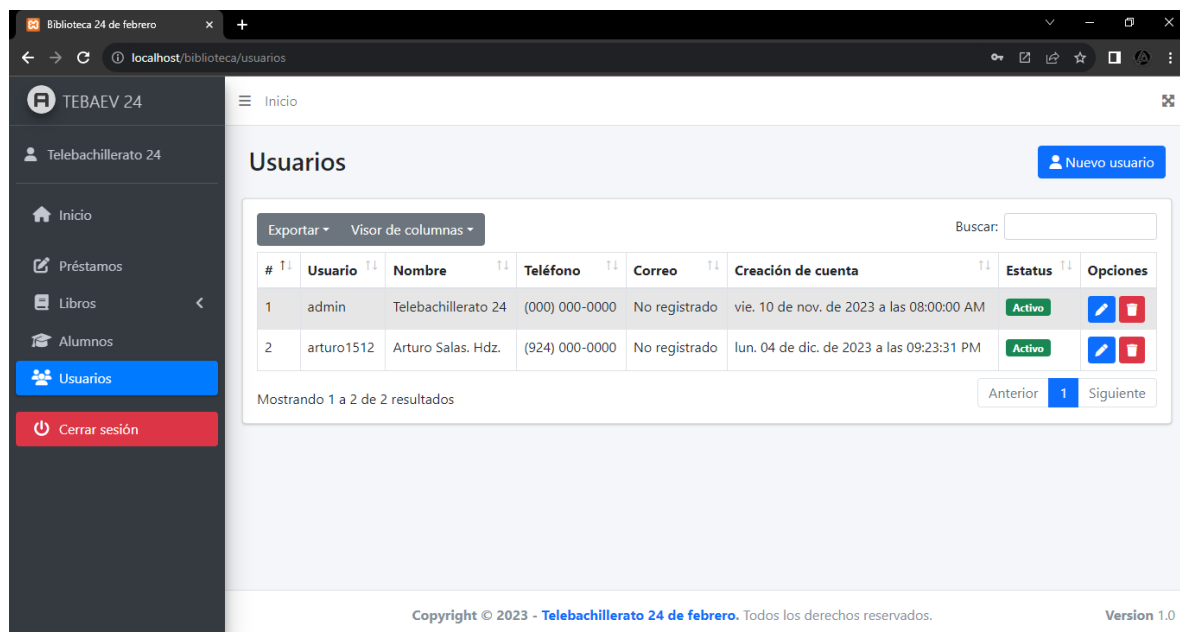 Biblioteca 24 de febrero
localhost/biblioteca/usuarios
TEBAEV 24
Telebachillerato 24
Inicio
Préstamos
Libros
Alumnos
Usuarios
Cerrar sesión
Inicio
Usuarios
Nuevo usuario
Exportar Visor de columnas
Buscar:
# Usuario Nombre Teléfono Correo Creación de cuenta Estatus Opciones
1 admin Telebachillerato 24 (000) 000-0000 No registrado vie. 10 de nov. de 2023 a las 08:00:00 AM Activo
2 arturo1512 Arturo Salas. Hdz. (924) 000-0000 No registrado lun. 04 de dic. de 2023 a las 09:23:31 PM Activo
Mostrando 1 a 2 de 2 resultados
Anterior 1 Siguiente
Copyright © 2023 - Telebachillerato 24 de febrero. Todos los derechos reservados.
Version 1.0